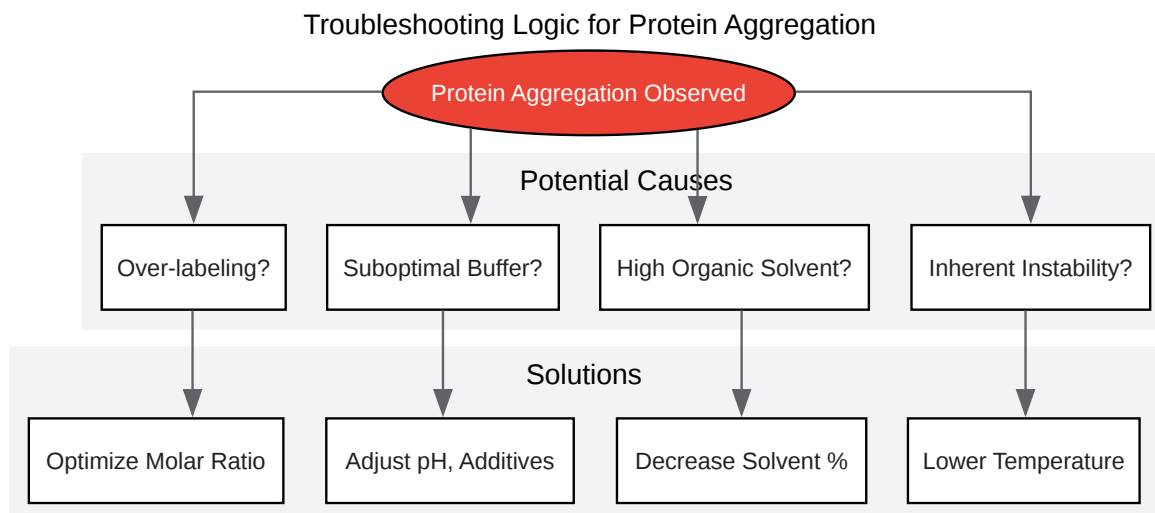 Troubleshooting Logic for Protein Aggregation
Protein Aggregation Observed
Potential Causes
Over-labeling?
Suboptimal Buffer?
High Organic Solvent?
Inherent Instability?
Solutions
Optimize Molar Ratio
Adjust pH, Additives
Decrease Solvent %
Lower Temperature